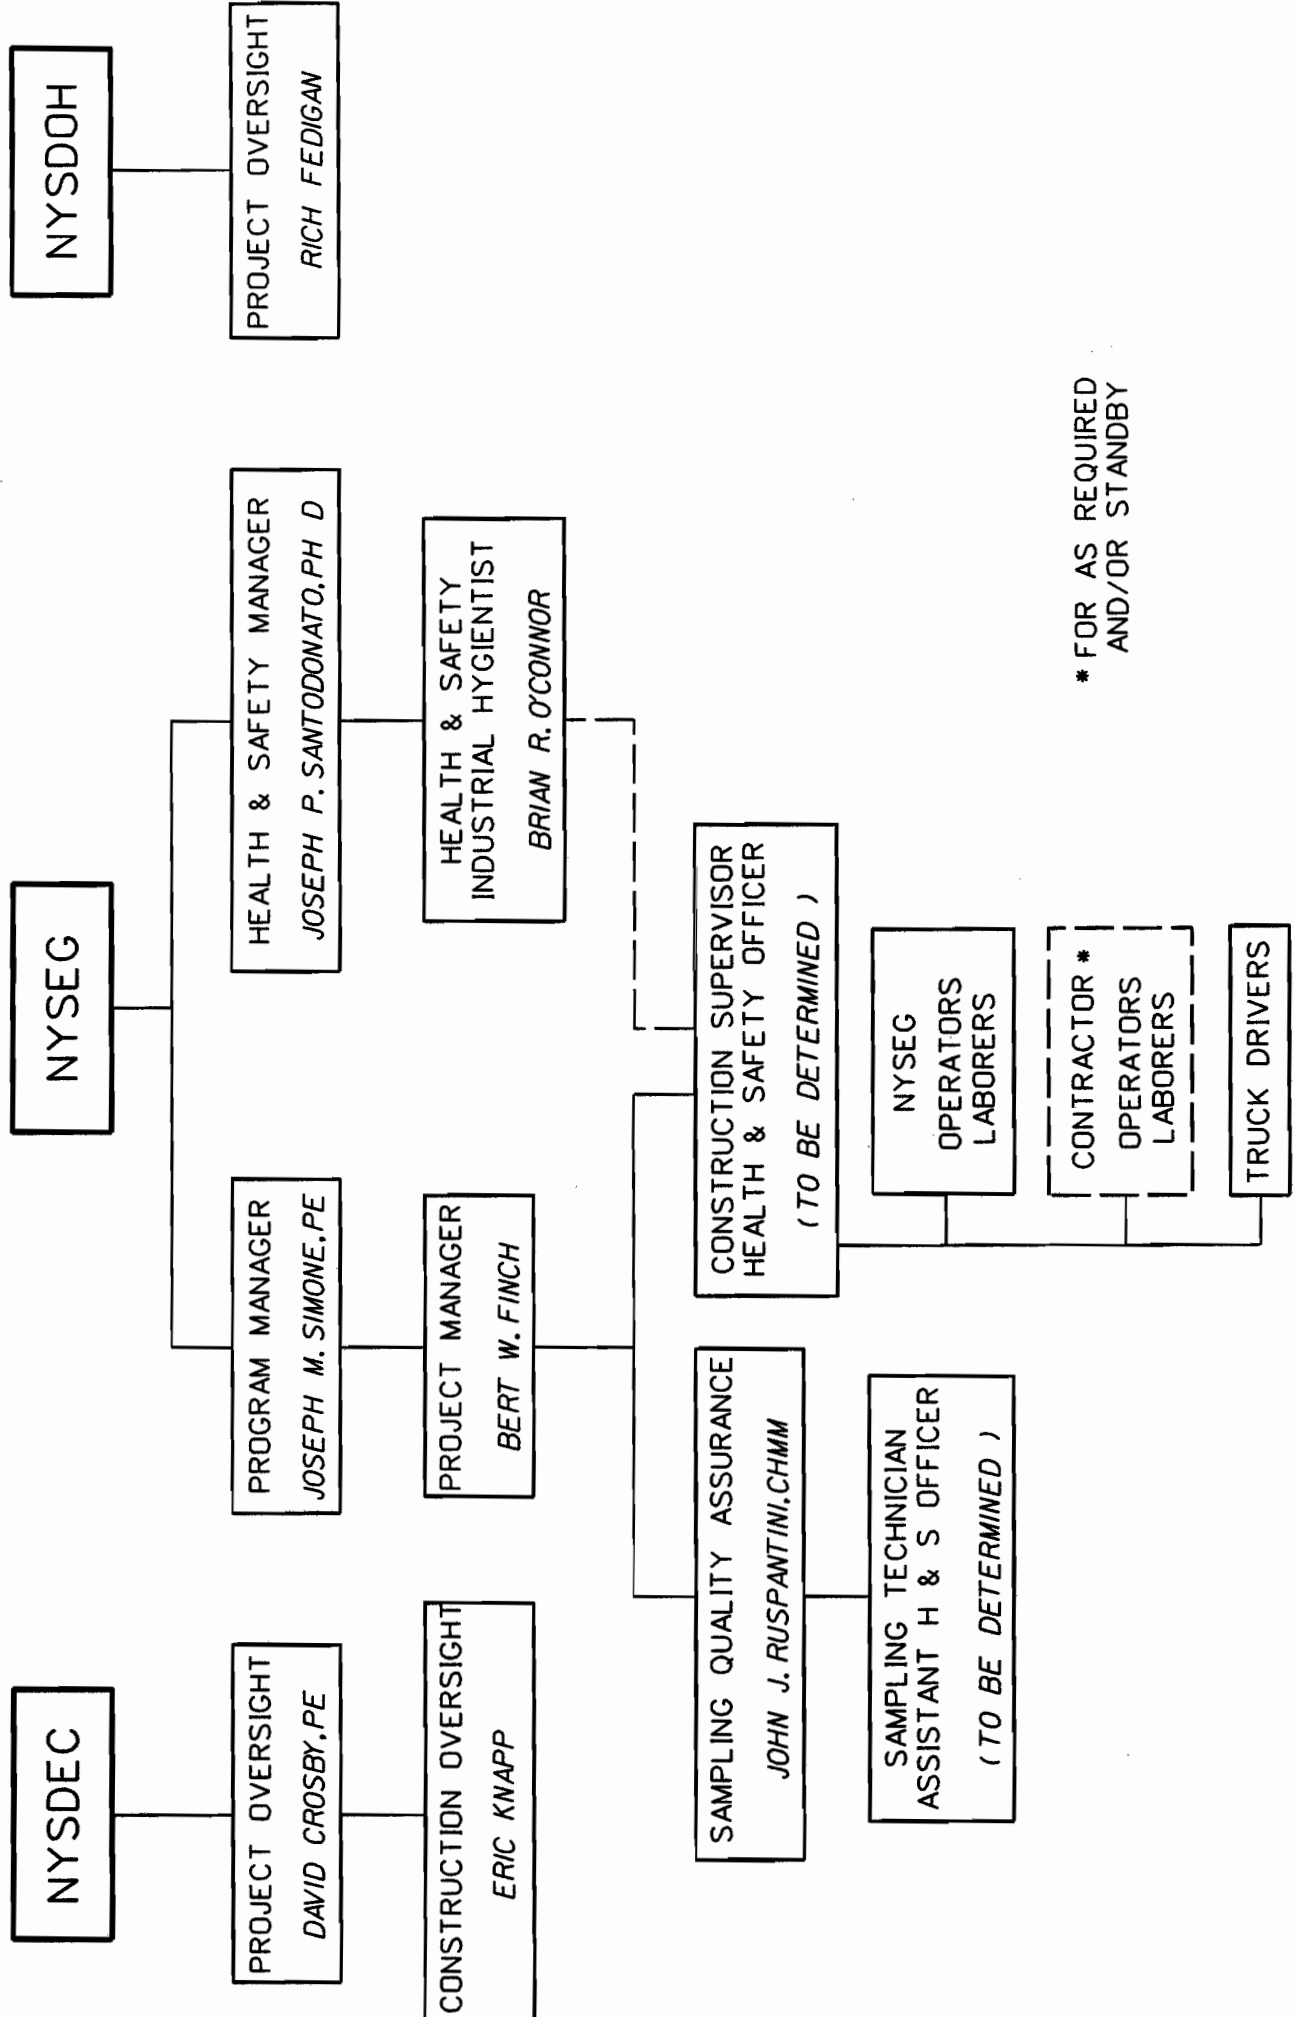 NYSDEC
PROJECT OVERSIGHT
DAVID CROSBY,PE
CONSTRUCTION OVERSIGHT
ERIC KNAPP
NYSEG
PROGRAM MANAGER
JOSEPH M. SIMONE,PE
PROJECT MANAGER
BERT W. FINCH
HEALTH & SAFETY MANAGER
JOSEPH P. SANTODONATO,PH D
HEALTH & SAFETY
INDUSTRIAL HYGIENTIST
BRIAN R. O'CONNOR
SAMPLING QUALITY ASSURANCE
JOHN J. RUSPANTINI,CHMM
SAMPLING TECHNICIAN
ASSISTANT H & S OFFICER
(TO BE DETERMINED )
CONSTRUCTION SUPERVISOR
HEALTH & SAFETY OFFICER
(TO BE DETERMINED )
NYSEG
OPERATORS
LABORERS
CONTRACTOR *
OPERATORS
LABORERS
TRUCK DRIVERS
NYSDOH
PROJECT OVERSIGHT
RICH FEDIGAN
* FOR AS REQUIRED
AND/OR STANDBY